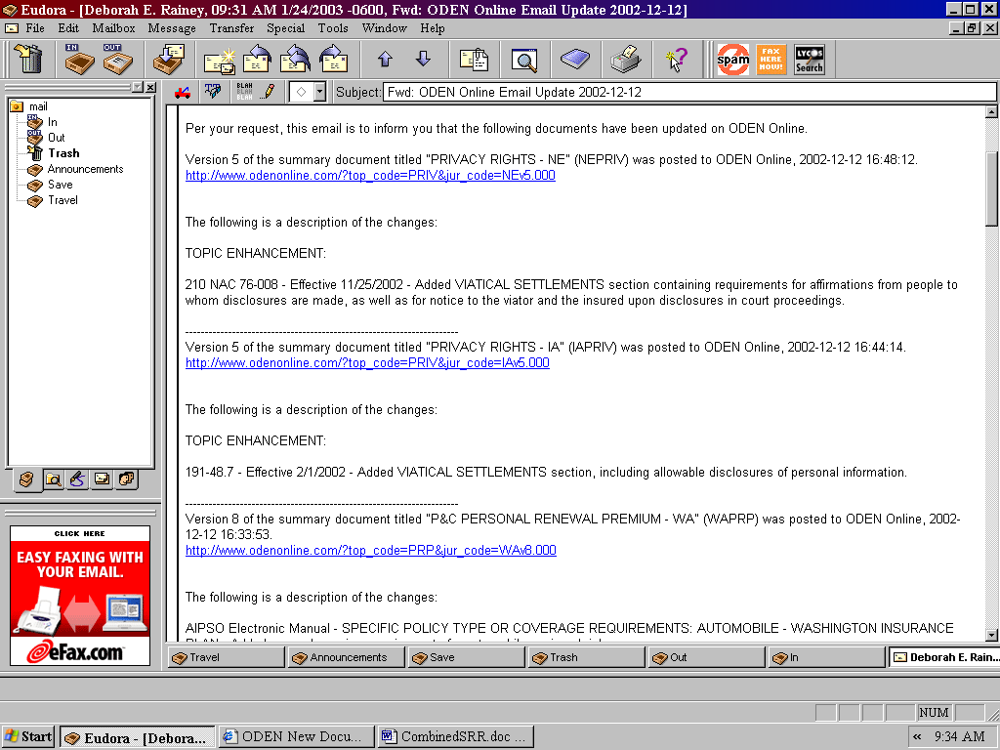 Eudora - [Deborah E. Rainey, 09:31 AM 1/24/2003 -0600, Fwd: ODEN Online Email Update 2002-12-12]
File Edit Mailbox Message Transfer Special Tools Window Help
IN OUT spam FAX HERE NOW! LYCOS Search
BLAH BLAH BLAH Subject: Fwd: ODEN Online Email Update 2002-12-12
mail
In
Out
Trash
Announcements
Save
Travel
Per your request, this email is to inform you that the following documents have been updated on ODEN Online.
Version 5 of the summary document titled "PRIVACY RIGHTS - NE" (NEPRIV) was posted to ODEN Online, 2002-12-12 16:48:12.
http://www.odenonline.com/?top_code=PRIV&jur_code=NEv5.000
The following is a description of the changes:
TOPIC ENHANCEMENT:
210 NAC 76-008 - Effective 11/25/2002 - Added VIATICAL SETTLEMENTS section containing requirements for affirmations from people to
whom disclosures are made, as well as for notice to the viator and the insured upon disclosures in court proceedings.
----------------------------------------------------------------------
Version 5 of the summary document titled "PRIVACY RIGHTS - IA" (IAPRIV) was posted to ODEN Online, 2002-12-12 16:44:14.
http://www.odenonline.com/?top_code=PRIV&jur_code=IAv5.000
The following is a description of the changes:
TOPIC ENHANCEMENT:
191-48.7 - Effective 2/1/2002 - Added VIATICAL SETTLEMENTS section, including allowable disclosures of personal information.
----------------------------------------------------------------------
Version 8 of the summary document titled "P&C PERSONAL RENEWAL PREMIUM - WA" (WAPRP) was posted to ODEN Online, 2002-
12-12 16:33:53.
http://www.odenonline.com/?top_code=PRP&jur_code=WAv8.000
The following is a description of the changes:
AIPSO Electronic Manual - SPECIFIC POLICY TYPE OR COVERAGE REQUIREMENTS: AUTOMOBILE - WASHINGTON INSURANCE
CLICK HERE
EASY FAXING WITH
YOUR EMAIL.
eFax.com
Travel Announcements Save Trash Out In Deborah E. Rain...
NUM
Start Eudora - [Debora... ODEN New Docu... CombinedSRR.doc ... « 9:34 AM